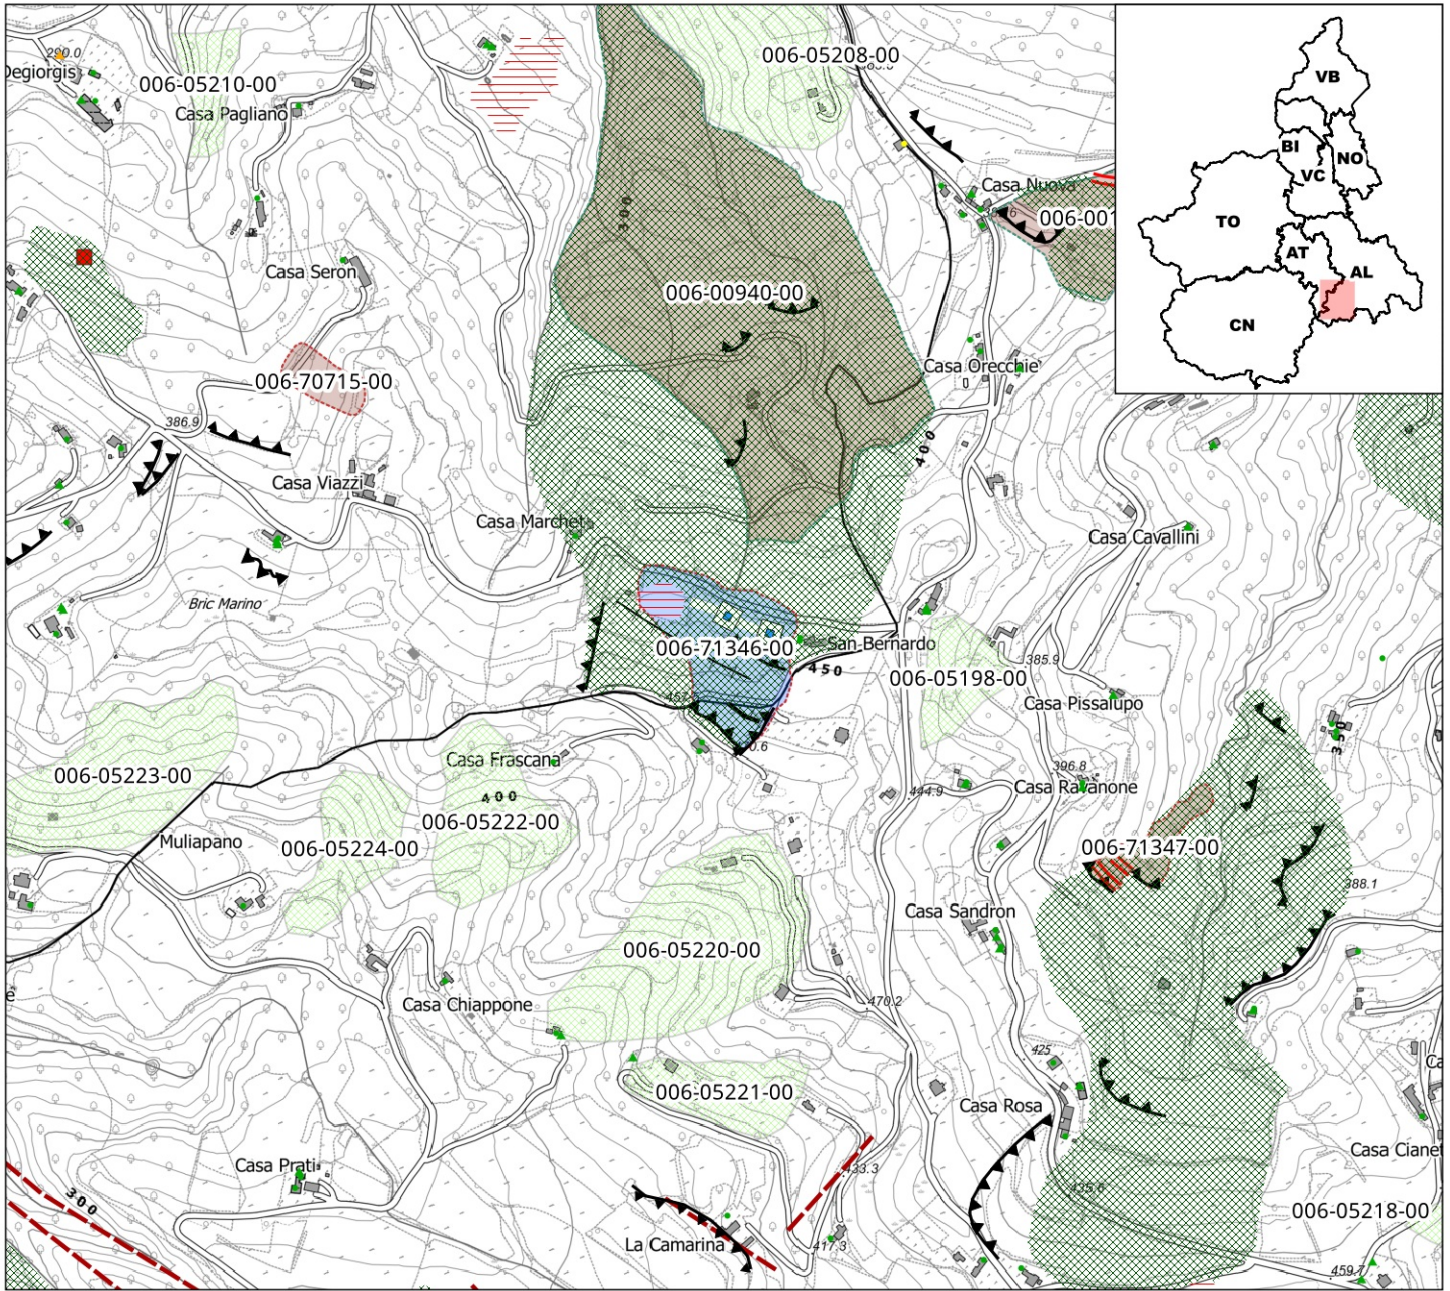 290.0
Degiorgis
006-05210-00
Casa Pagliano
006-05208-00
VB
BI
NO
VC
TO
AT
AL
CN
300
Casa Nuova
006-001
Casa Seron
006-00940-00
006-70715-00
Casa Orecchie
386.9
400
Casa Viazzi
Casa Marchet
Casa Cavallini
Bric Marino
006-71346-00
San Bernardo
450
385.9
006-05198-00
Casa Pissalupo
350
Casa Frascana
396.8
006-05223-00
Casa Ravanone
400
444.9
006-05222-00
Muliapano
006-05224-00
006-71347-00
388.1
Casa Sandron
006-05220-00
Casa Chiappone
470.2
425
006-05221-00
Casa Rosa
Casa Prati
433.3
Casa Cianet
435.6
300
006-05218-00
La Camarina
417.3
459.7